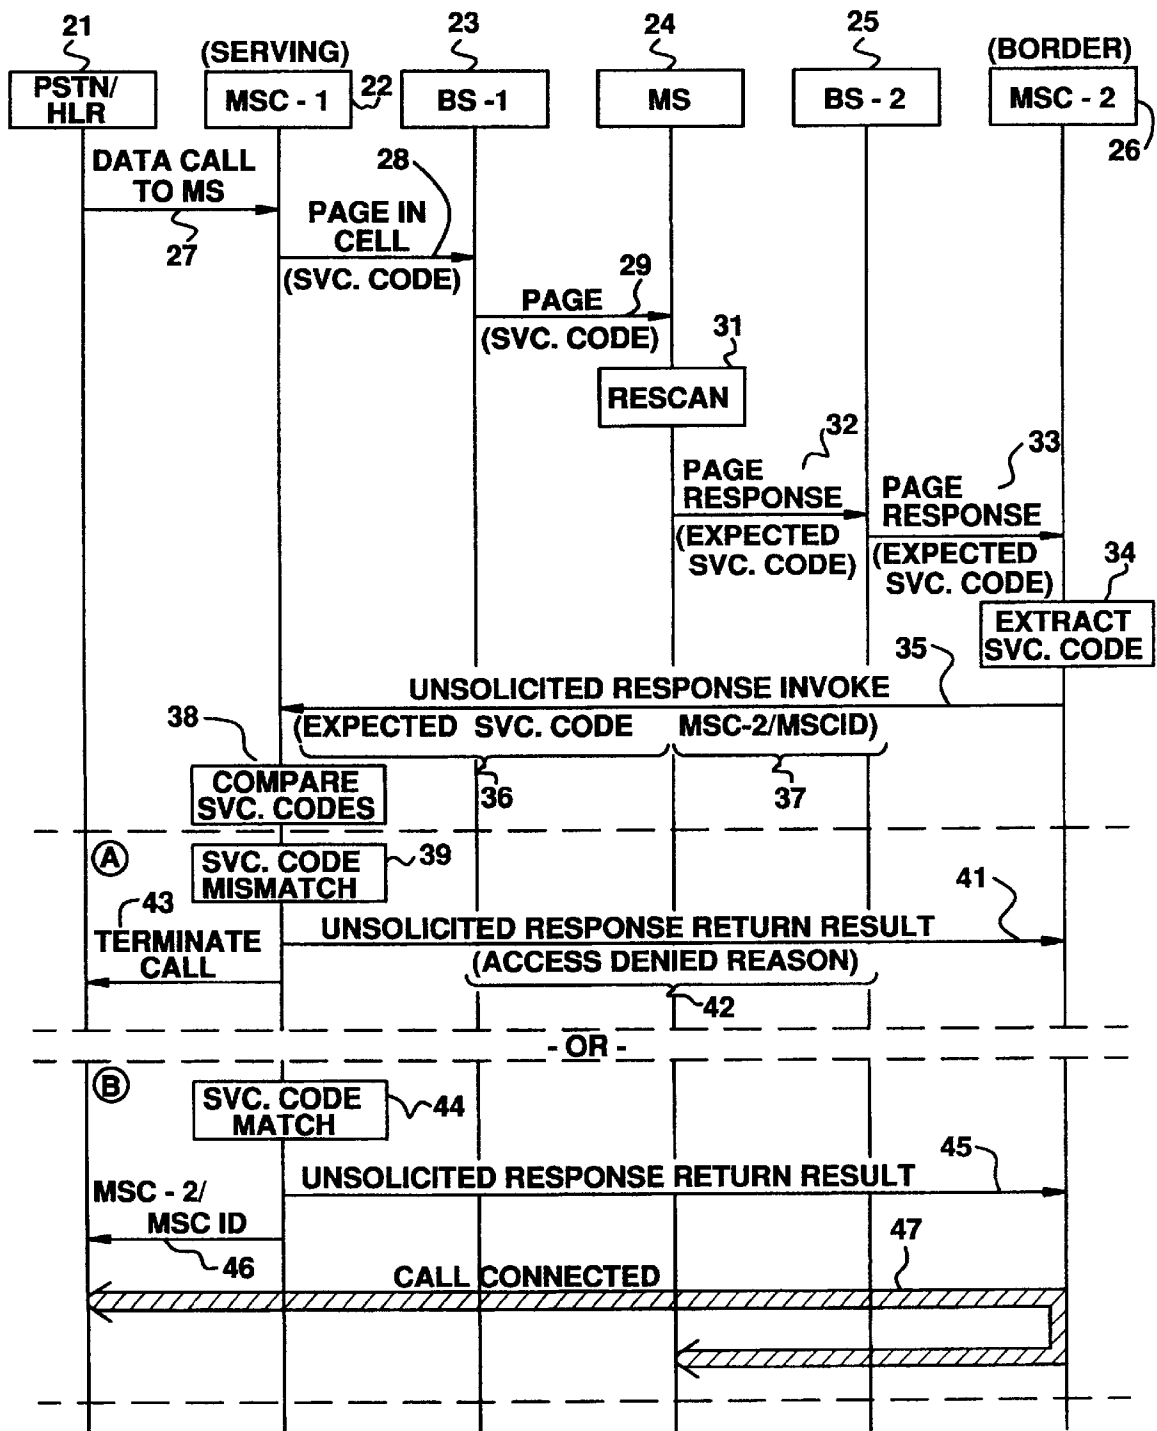 21
(SERVING)
23
24
25
(BORDER)
PSTN/
HLR
MSC - 1
22
BS -1
MS
BS - 2
MSC - 2
26
DATA CALL
TO MS
27
28
PAGE IN
CELL
(SVC. CODE)
29
PAGE
(SVC. CODE)
31
RESCAN
32
PAGE
RESPONSE
(EXPECTED
SVC. CODE)
33
PAGE
RESPONSE
(EXPECTED
SVC. CODE)
34
EXTRACT
SVC. CODE
35
UNSOLICITED RESPONSE INVOKE
(EXPECTED SVC. CODE MSC-2/MSCID)
36
37
38
COMPARE
SVC. CODES
A
SVC. CODE
MISMATCH
39
43
TERMINATE
CALL
41
UNSOLICITED RESPONSE RETURN RESULT
(ACCESS DENIED REASON)
42
- OR -
B
SVC. CODE
MATCH
44
45
UNSOLICITED RESPONSE RETURN RESULT
MSC - 2/
MSC ID
46
47
CALL CONNECTED